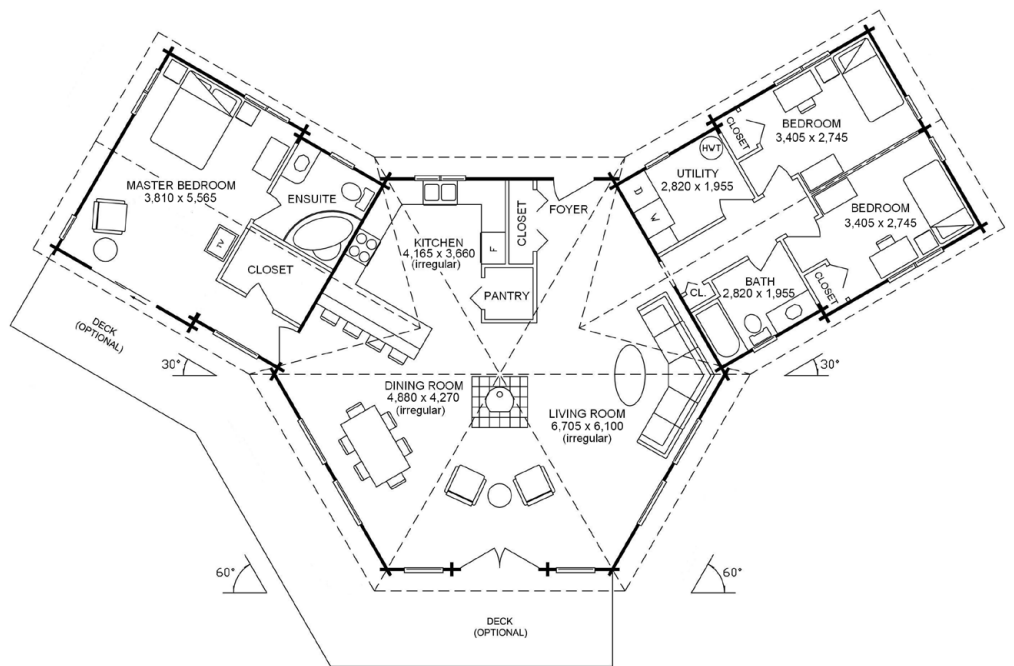 MASTER BEDROOM
3,810 x 5,565
TV
ENSUITE
CLOSET
KITCHEN
4,165 x 3,660
(irregular)
F
CLOSET
PANTRY
FOYER
UTILITY
2,820 x 1,955
HWT
D
W
CLOSET
BEDROOM
3,405 x 2,745
BEDROOM
3,405 x 2,745
CLOSET
BATH
2,820 x 1,955
CL.
DECK
(OPTIONAL)
30°
30°
DINING ROOM
4,880 x 4,270
(irregular)
LIVING ROOM
6,705 x 6,100
(irregular)
60°
60°
DECK
(OPTIONAL)